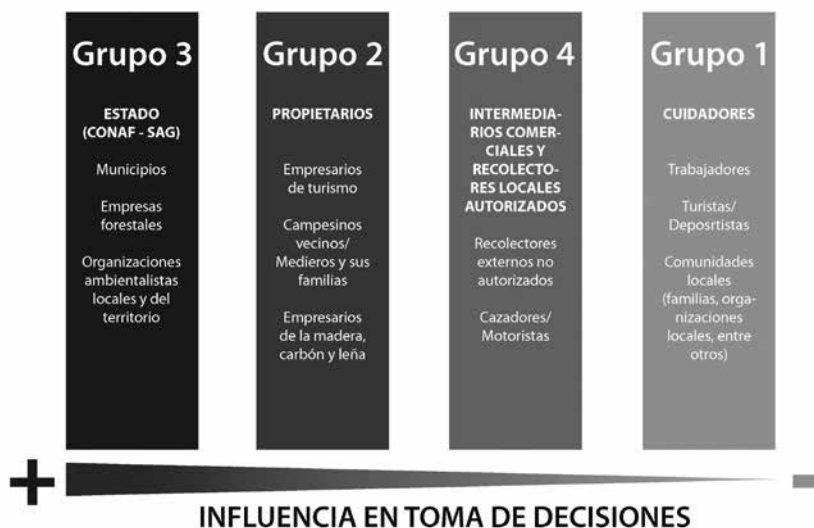 Grupo 3
ESTADO
(CONAF - SAG)
Municipios
Empresas
forestales
Organizaciones
ambientalistas
locales y del
territorio
Grupo 2
PROPIETARIOS
Empresarios
de turismo
Campesinos
vecinos/
Medieros y sus
familias
Empresarios
de la madera,
carbón y leña
Grupo 4
INTERMEDIA-
RIOS COMER-
CIALES Y
RECOLECTO-
RES LOCALES
AUTORIZADOS
Recolectores
externos no
autorizados
Cazadores/
Motoristas
Grupo 1
CUIDADORES
Trabajadores
Turistas/
Deposrtistas
Comunidades
locales
(familias, orga-
nizaciones
locales, entre
otros)
+ -
INFLUENCIA EN TOMA DE DECISIONES